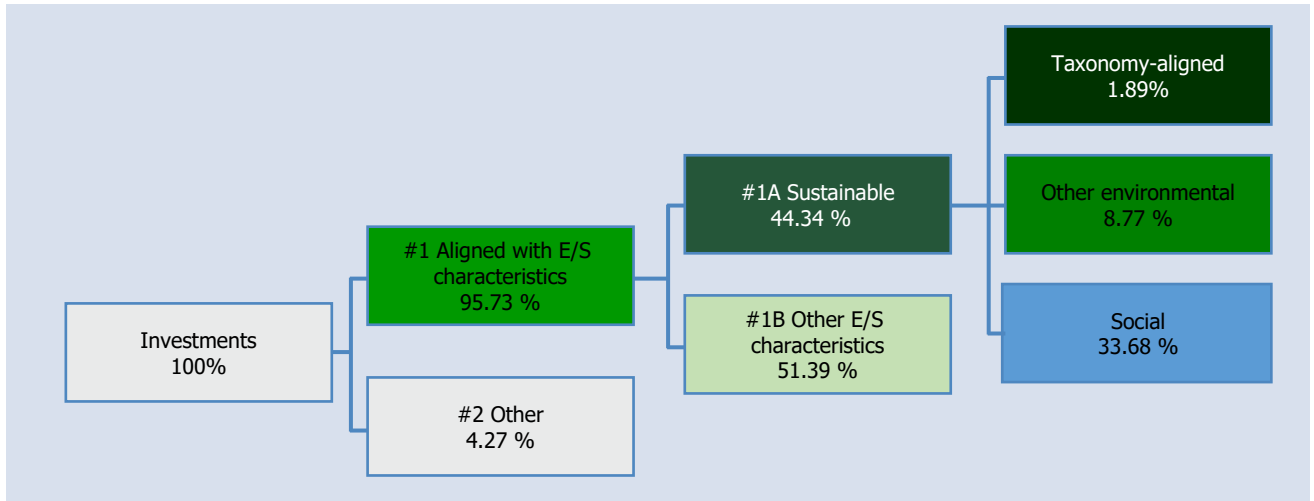 Investments
100%
#1 Aligned with E/S
characteristics
95.73 %
#2 Other
4.27 %
#1A Sustainable
44.34 %
#1B Other E/S
characteristics
51.39 %
Taxonomy-aligned
1.89%
Other environmental
8.77 %
Social
33.68 %